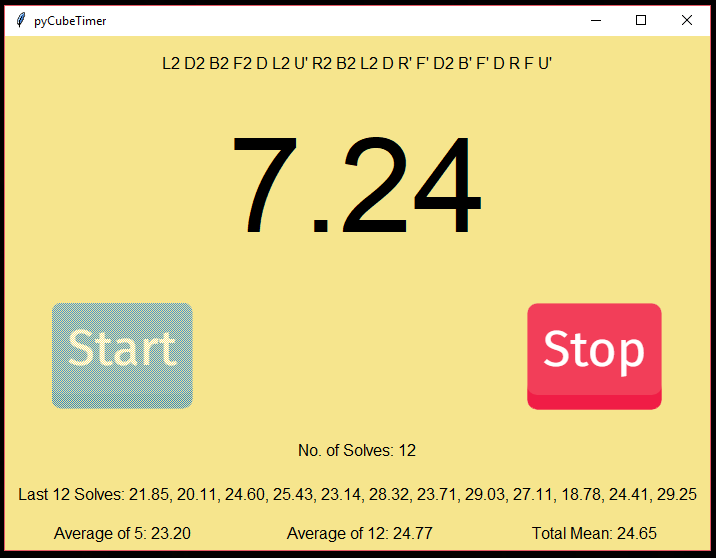 pyCubeTimer
L2 D2 B2 F2 D L2 U' R2 B2 L2 D R' F' D2 B' F' D R F U'
7.24
Start
Stop
No. of Solves: 12
Last 12 Solves: 21.85, 20.11, 24.60, 25.43, 23.14, 28.32, 23.71, 29.03, 27.11, 18.78, 24.41, 29.25
Average of 5: 23.20
Average of 12: 24.77
Total Mean: 24.65